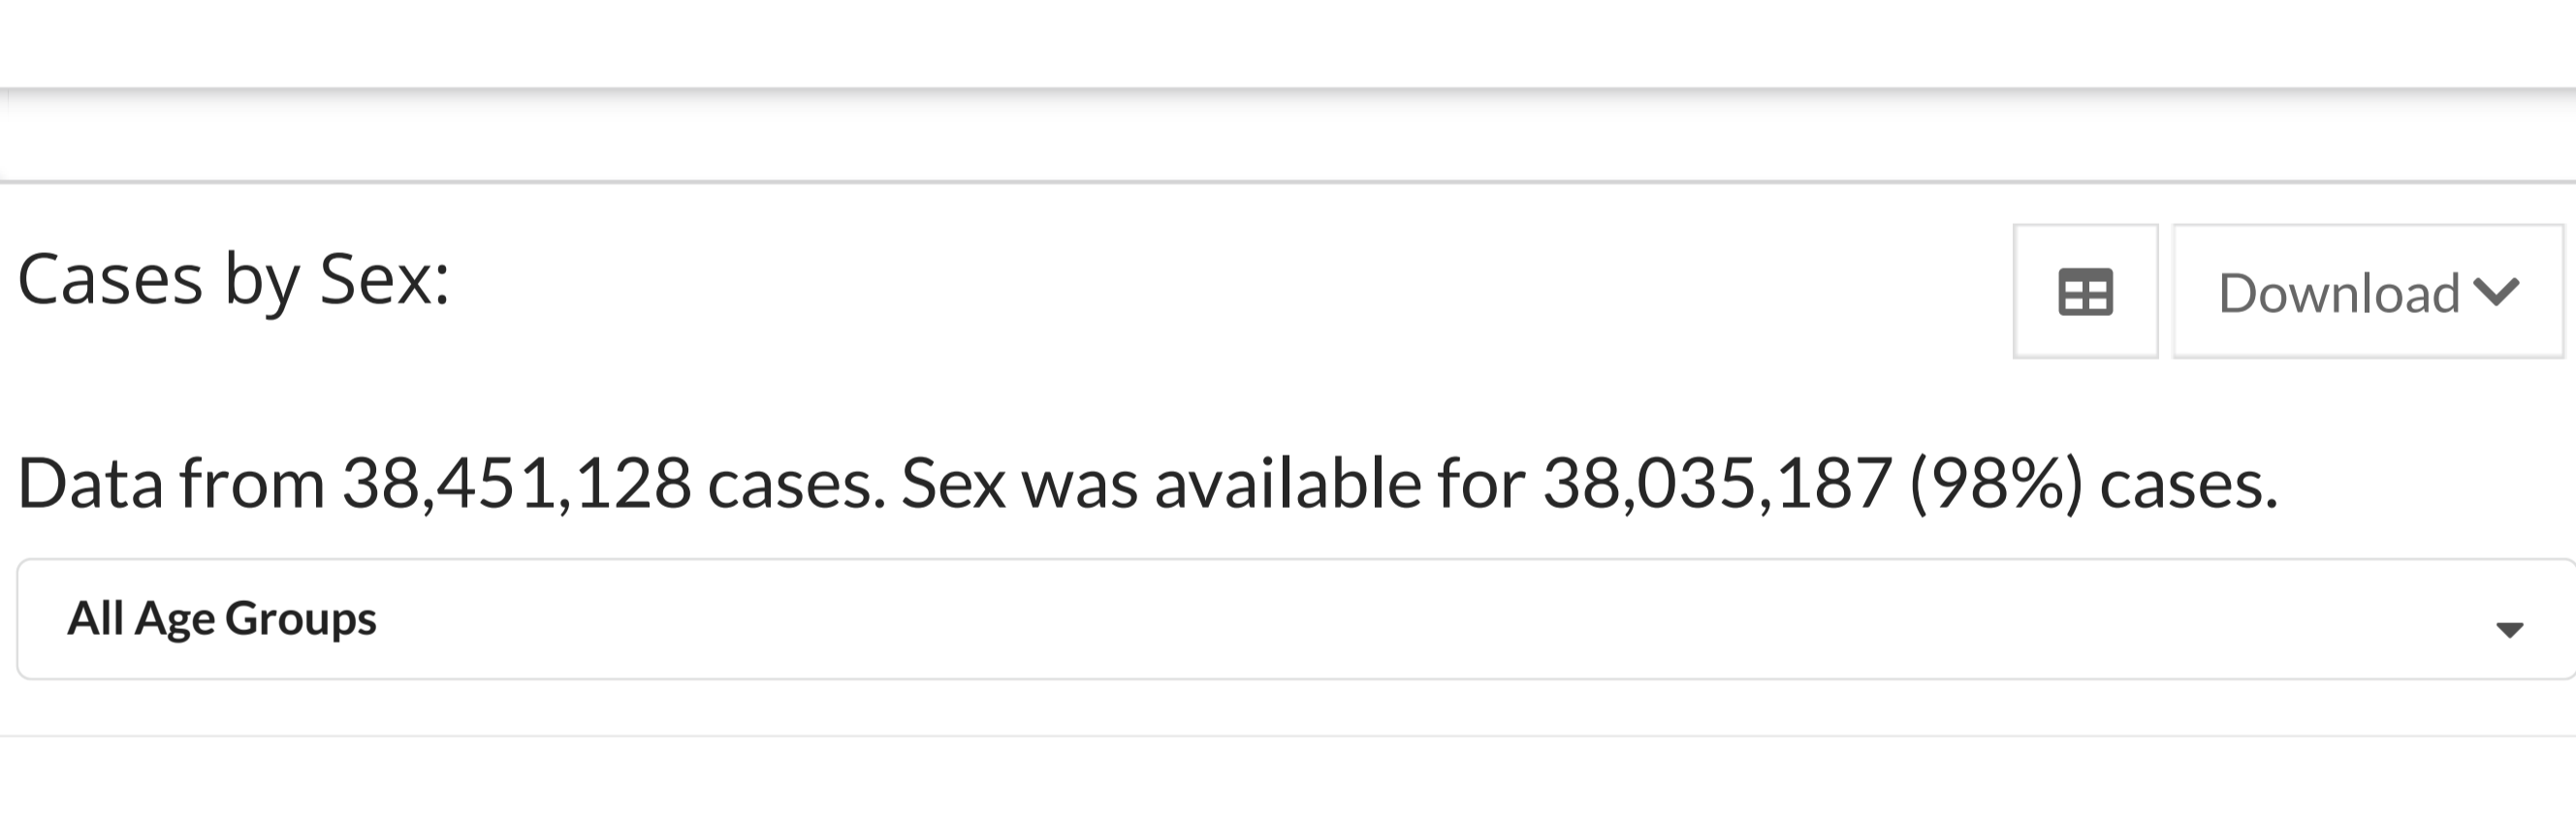 Cases by Sex:
Download
Data from 38,451,128 cases. Sex was available for 38,035,187 (98%) cases.
All Age Groups